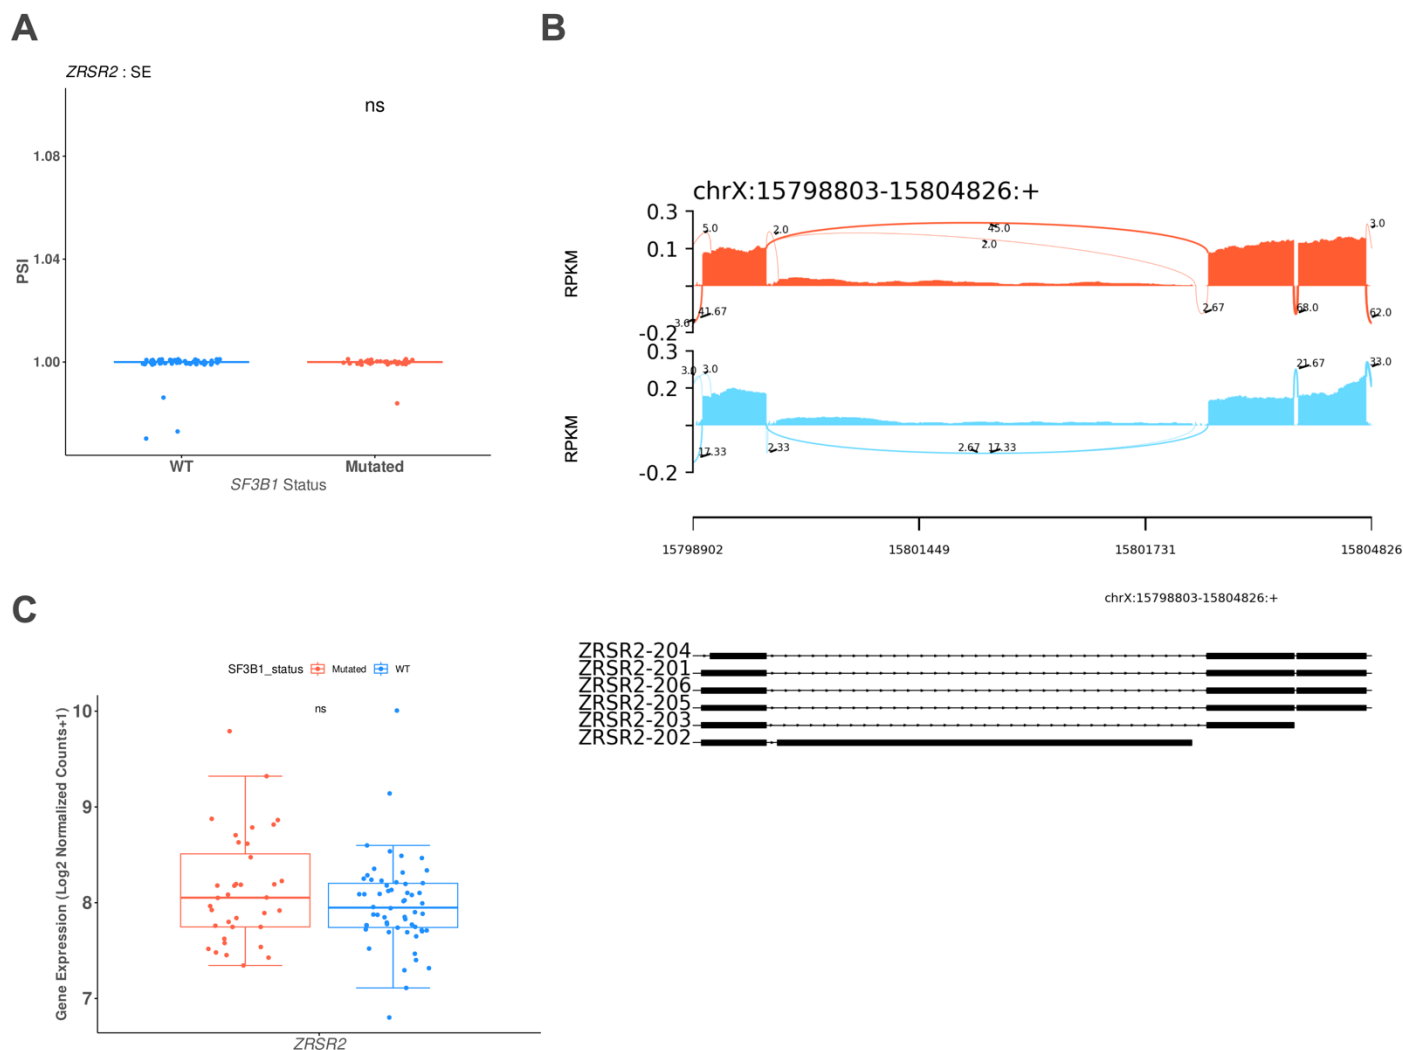 A
B
ZRSR2 : SE
ns
1.08
1.04
1.00
PSI
WT
Mutated
SF3B1 Status
chrX:15798803-15804826:+
0.3
0.1
-0.2
RPKM
5.0
2.0
45.0
2.0
3.0
41.67
2.67
68.0
62.0
0.3
0.2
-0.2
RPKM
3.0
3.0
21.67
33.0
17.33
2.33
2.67
17.33
15798902
15801449
15801731
15804826
chrX:15798803-15804826:+
ZRSR2-204
ZRSR2-201
ZRSR2-206
ZRSR2-205
ZRSR2-203
ZRSR2-202
C
SF3B1_status
Mutated
WT
ns
10
9
8
7
Gene Expression (Log2 Normalized Counts+1)
ZRSR2